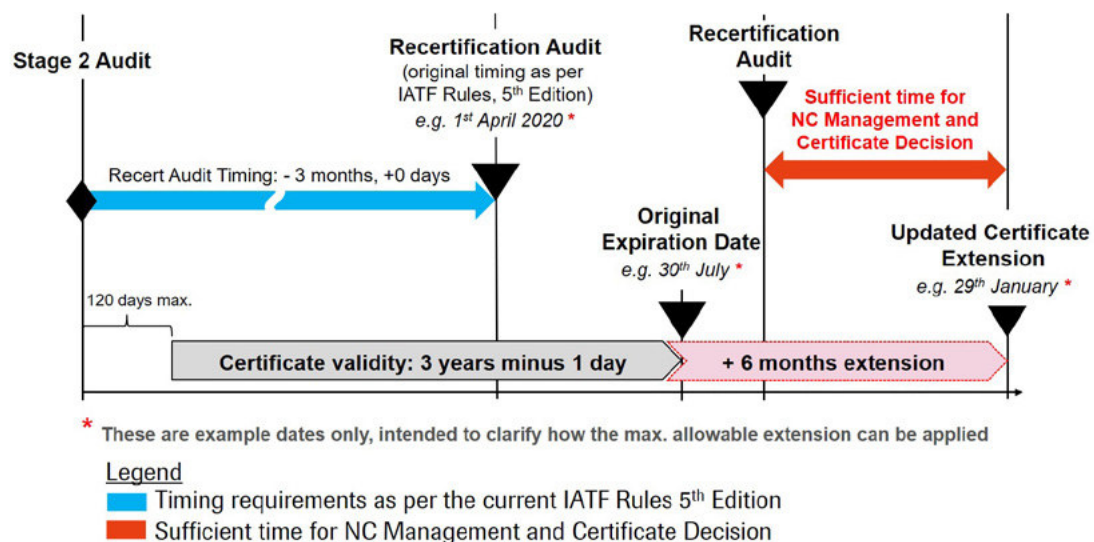 Stage 2 Audit
Recertification Audit
(original timing as per
IATF Rules, 5th Edition)
e.g. 1st April 2020 *
Recertification
Audit
Sufficient time for
NC Management and
Certificate Decision
Recert Audit Timing: - 3 months, +0 days
Original
Expiration Date
e.g. 30th July *
Updated Certificate
Extension
e.g. 29th January *
120 days max.
Certificate validity: 3 years minus 1 day
+ 6 months extension
* These are example dates only, intended to clarify how the max. allowable extension can be applied
Legend
Timing requirements as per the current IATF Rules 5th Edition
Sufficient time for NC Management and Certificate Decision